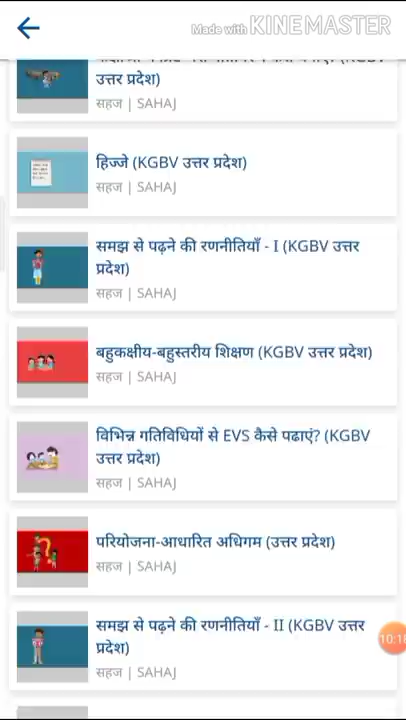 Made with KINEMASTER
उत्तर प्रदेश)
सहज | SAHAJ
हिज्जे (KGBV उत्तर प्रदेश)
सहज | SAHAJ
समझ से पढ़ने की रणनीतियाँ - I (KGBV उत्तर
प्रदेश)
सहज | SAHAJ
बहुकक्षीय-बहुस्तरीय शिक्षण (KGBV उत्तर प्रदेश)
सहज | SAHAJ
विभिन्न गतिविधियों से EVS कैसे पढाएं? (KGBV
उत्तर प्रदेश)
सहज | SAHAJ
परियोजना-आधारित अधिगम (उत्तर प्रदेश)
सहज | SAHAJ
समझ से पढ़ने की रणनीतियाँ - II (KGBV उत्तर
प्रदेश)
सहज | SAHAJ